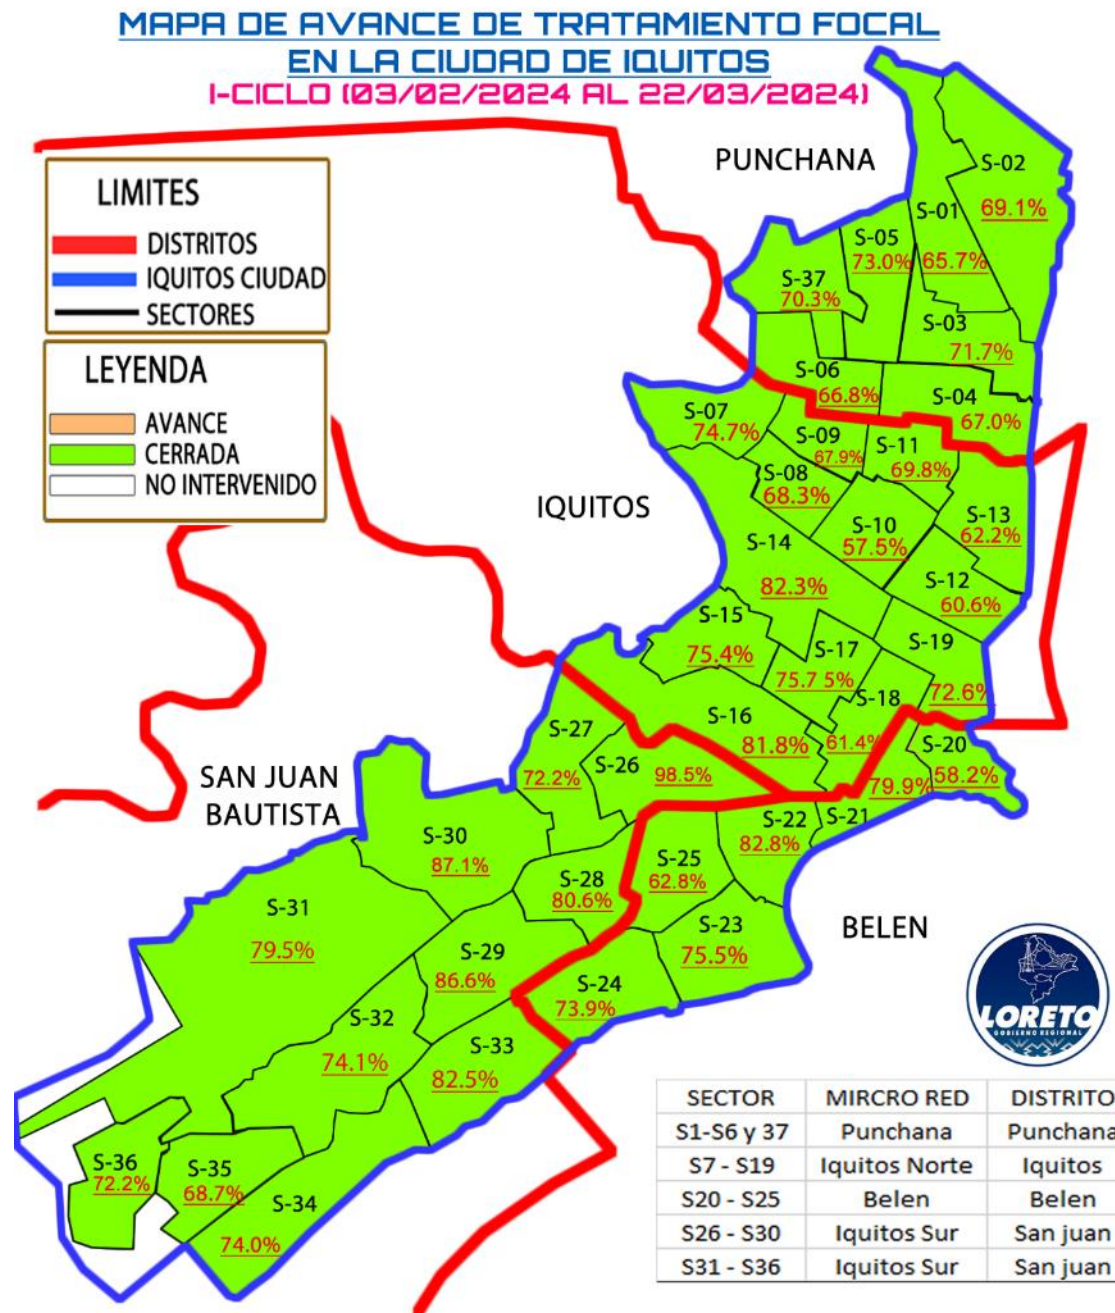 MAPA DE AVANCE DE TRATAMIENTO FOCAL
EN LA CIUDAD DE IQUITOS
I-CICLO (03/02/2024 AL 22/03/2024)
LIMITES
DISTRITOS
IQUITOS CIUDAD
SECTORES
LEYENDA
AVANCE
CERRADA
NO INTERVENIDO
PUNCHANA
S-02
69.1%
S-01
65.7%
S-05
73.0%
S-37
70.3%
S-03
71.7%
S-06
66.8%
S-04
67.0%
S-07
74.7%
S-09
67.9%
S-11
69.8%
S-08
68.3%
IQUITOS
S-10
57.5%
S-13
62.2%
S-14
82.3%
S-12
60.6%
S-15
75.4%
S-17
75.7 5%
S-19
72.6%
S-18
61.4%
S-16
81.8%
S-20
58.2%
S-27
72.2%
S-26
98.5%
79.9%
S-21
SAN JUAN
BAUTISTA
S-22
82.8%
S-30
87.1%
S-25
62.8%
S-28
80.6%
S-31
79.5%
S-23
75.5%
BELEN
S-29
86.6%
S-24
73.9%
S-32
74.1%
S-33
82.5%
S-36
72.2%
S-35
68.7%
S-34
74.0%
LORETO
GOBIERNO REGIONAL
SECTOR MIRCRO RED DISTRITO
S1-S6 y 37 Punchana Punchana
S7 - S19 Iquitos Norte Iquitos
S20 - S25 Belen Belen
S26 - S30 Iquitos Sur San juan
S31 - S36 Iquitos Sur San juan